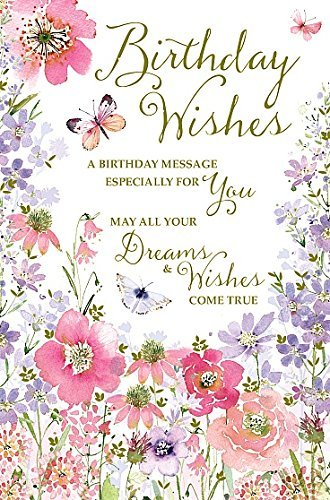 Birthday
Wishes
A BIRTHDAY MESSAGE
ESPECIALLY FOR You
MAY ALL YOUR
Dreams
& Wishes
COME TRUE